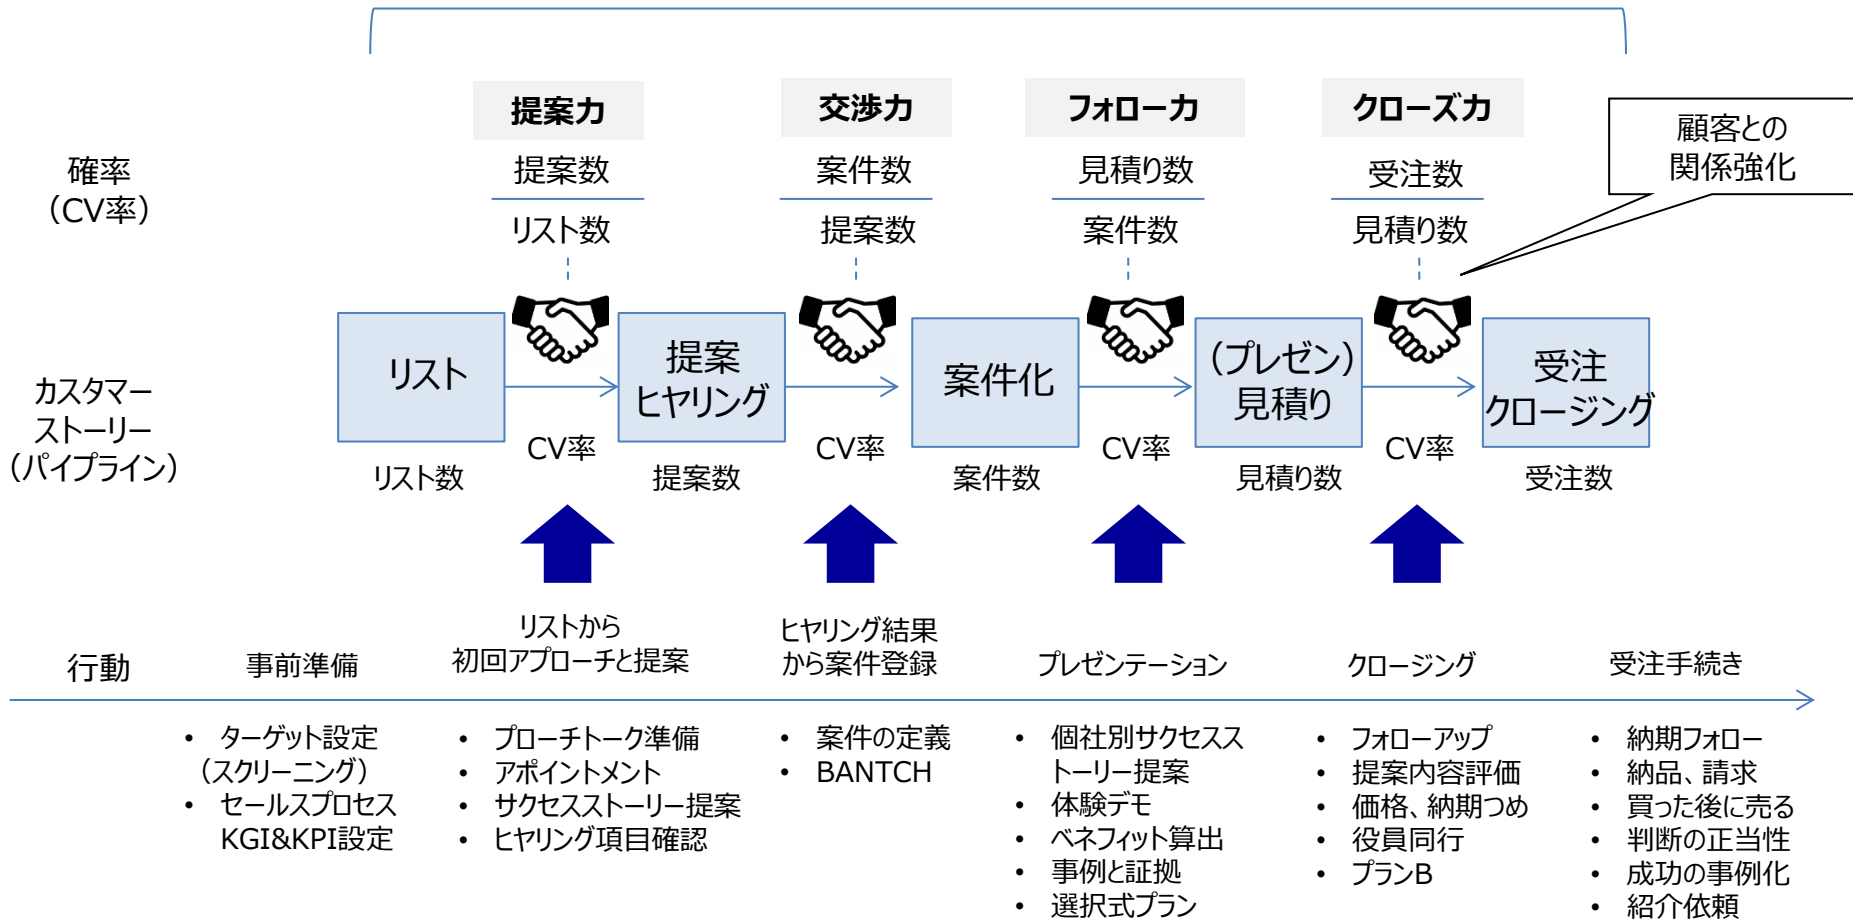 提案力
交渉力
フォロー力
クローズ力
顧客との
関係強化
確率
（CV率）
提案数
リスト数
案件数
提案数
見積り数
案件数
受注数
見積り数
カスタマー
ストーリー
（パイプライン）
リスト
提案
ヒヤリング
案件化
（プレゼン）
見積り
受注
クロージング
CV率
CV率
CV率
CV率
リスト数
提案数
案件数
見積り数
受注数
行動
事前準備
リストから
初回アプローチと提案
ヒヤリング結果
から案件登録
プレゼンテーション
クロージング
受注手続き
• ターゲット設定
（スクリーニング）
• セールスプロセス
KGI&KPI設定
• プローチトーク準備
• アポイントメント
• サクセスストーリー提案
• ヒヤリング項目確認
• 案件の定義
• BANTCH
• 個社別サクセスス
トーリー提案
• 体験デモ
• ベネフィット算出
• 事例と証拠
• 選択式プラン
• フォローアップ
• 提案内容評価
• 価格、納期つめ
• 役員同行
• プランB
• 納期フォロー
• 納品、請求
• 買った後に売る
• 判断の正当性
• 成功の事例化
• 紹介依頼